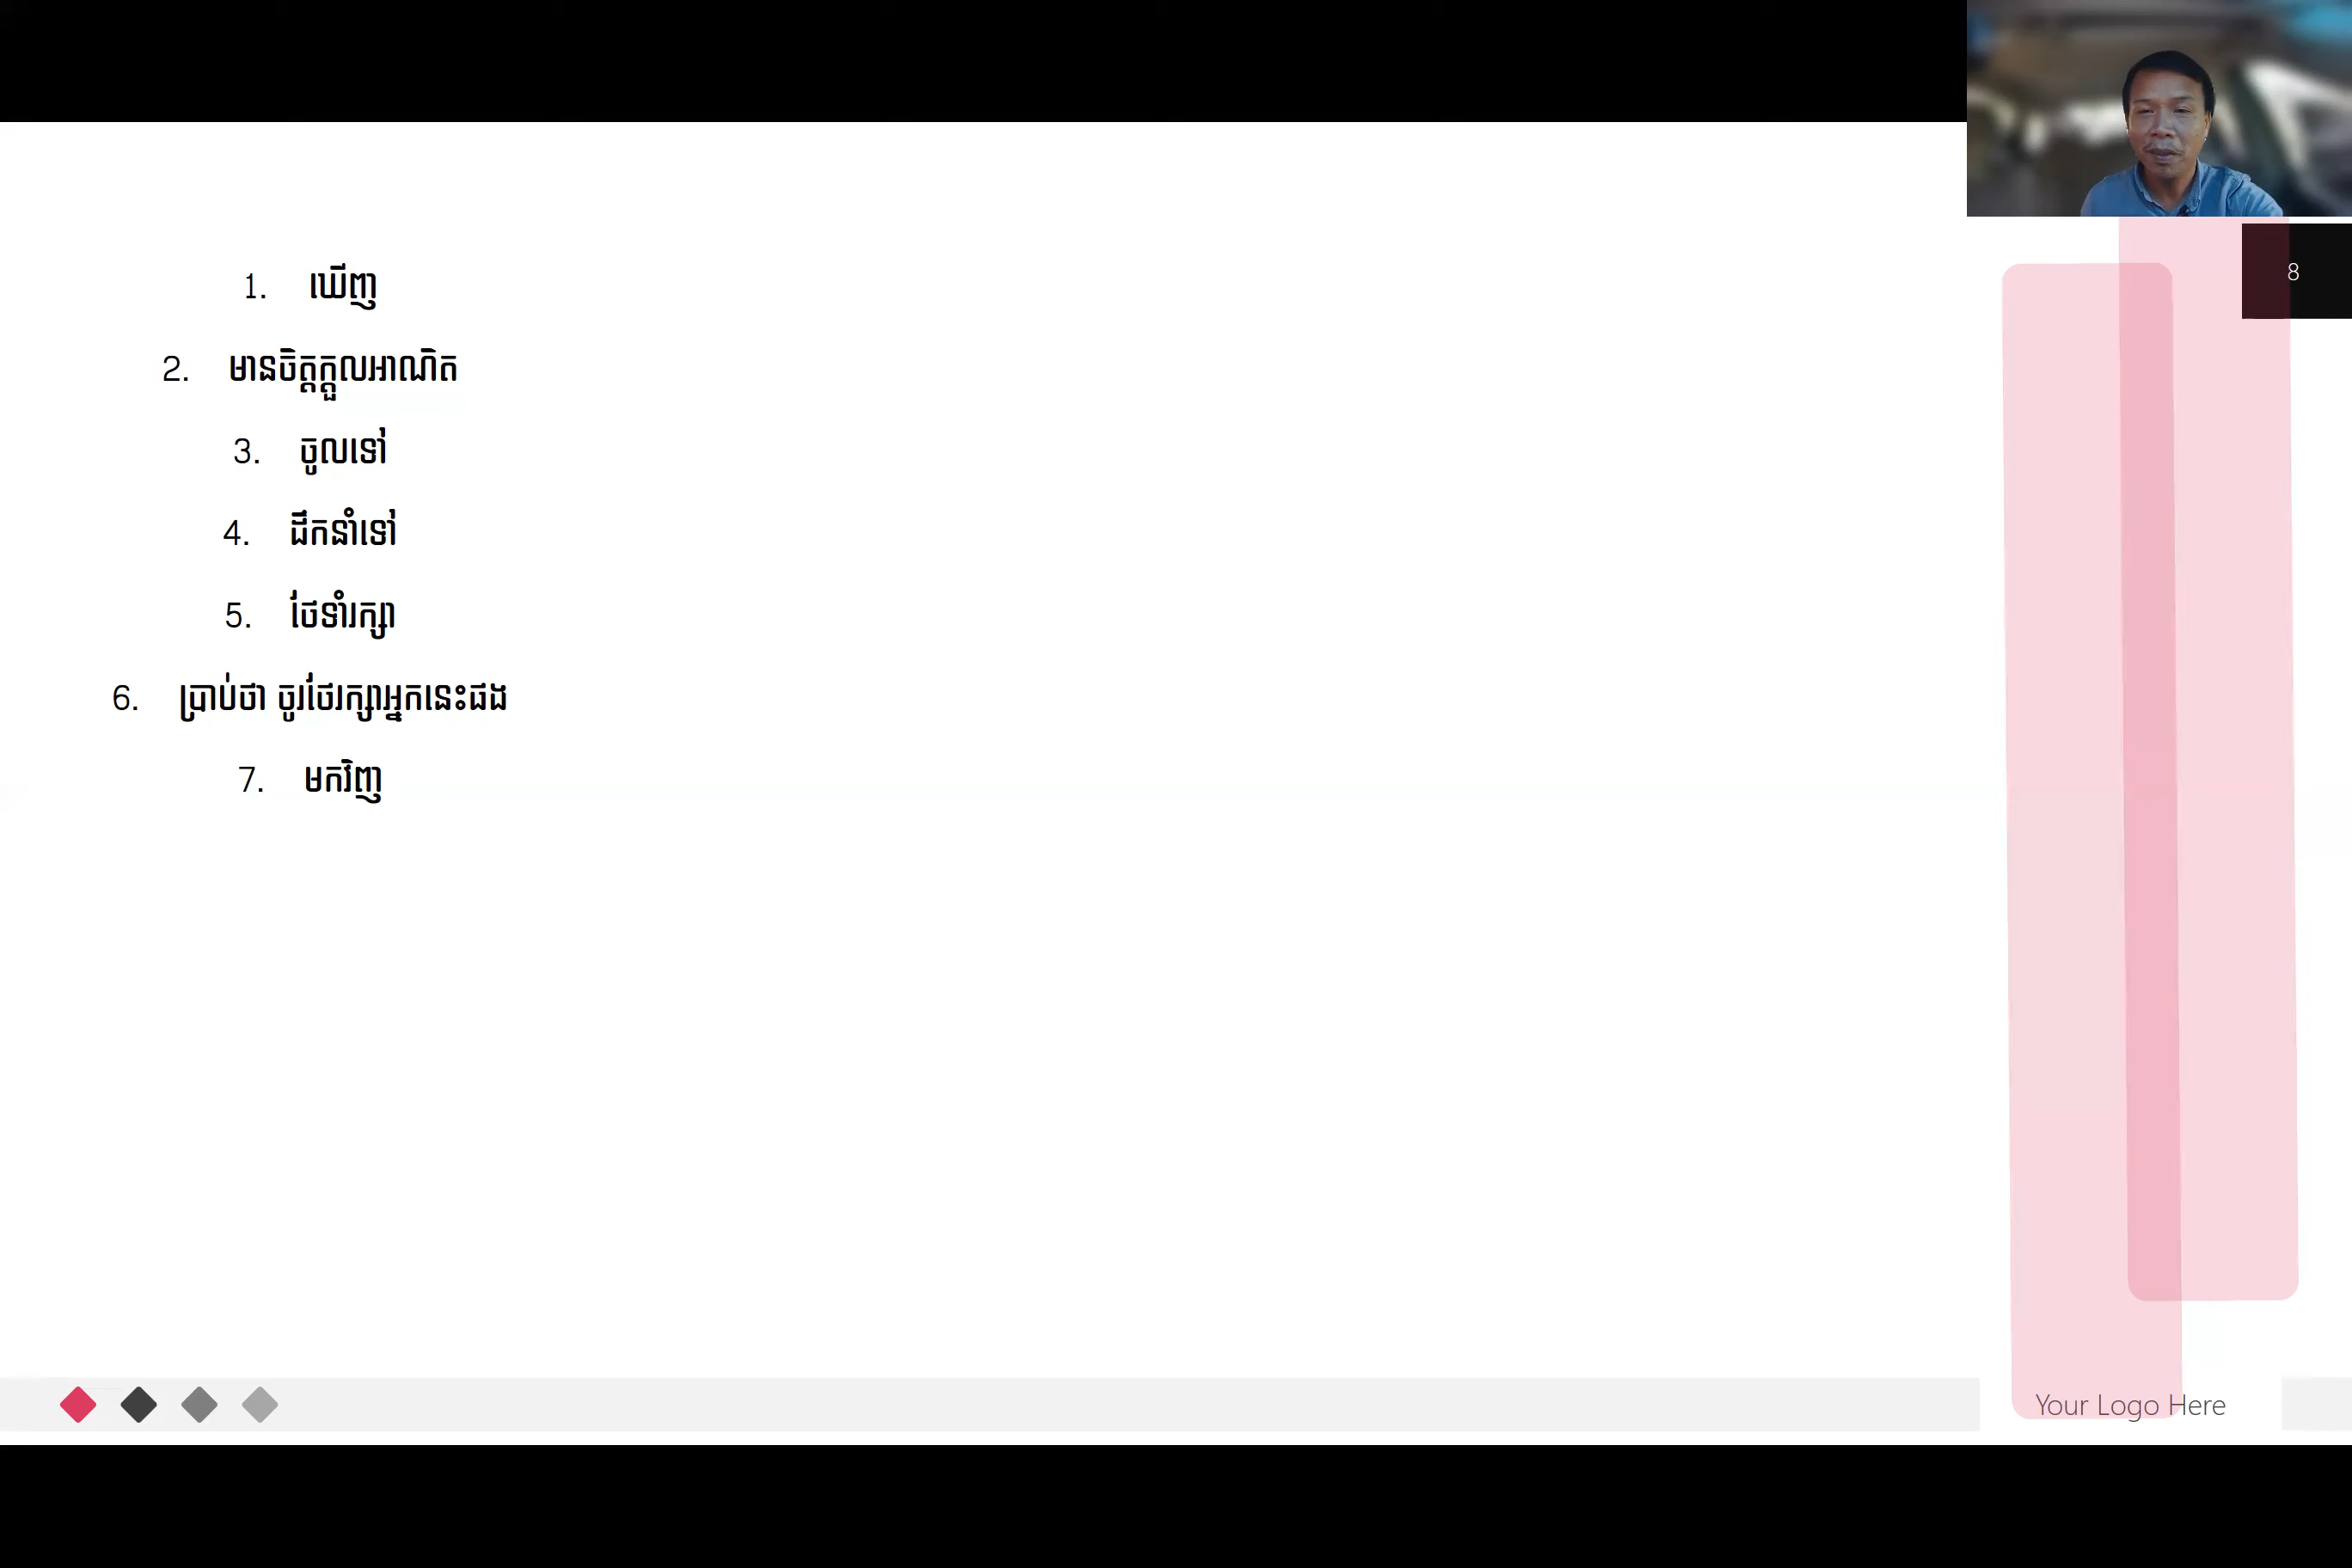 8
1. ឃើញ
2. មានចិត្តក្តួលអាណិត
3. ចូលទៅ
4. ដឹកនាំទៅ
5. ថែទាំរក្សា
6. ប្រាប់ថា ចូរថែរក្សាអ្នកនេះផង
7. មកវិញ
Your Logo Here